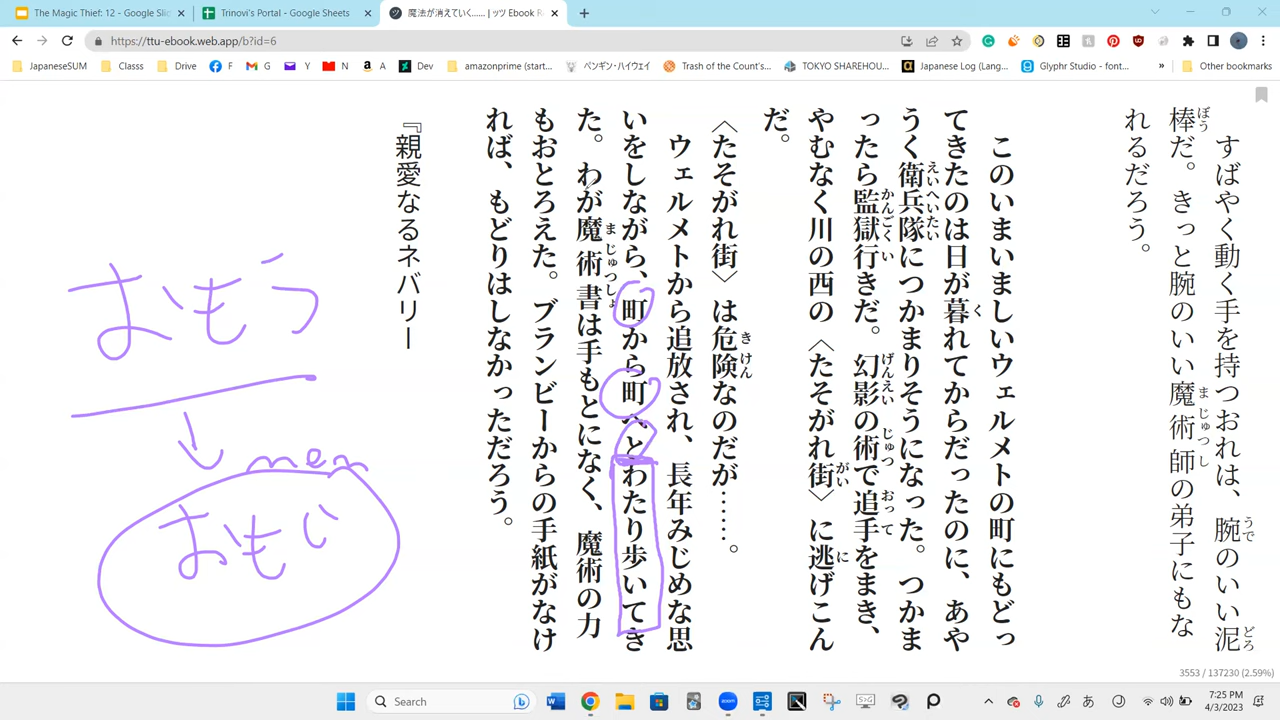 The Magic Thief: 12 - Google Slic
Trinovi's Portal - Google Sheets
魔法が消えていく…… | ッツ Ebook R
https://ttu-ebook.web.app/b?id=6
JapaneseSUM
Classs
Drive
F
M G
Y
N
A
Dev
amazonprime (start...
ペンギン・ハイウェイ
Trash of the Count's...
TOKYO SHAREHOU...
Japanese Log (Lang...
Glyphr Studio - font...
»
Other bookmarks
すばやく動く手を持つおれは、腕のいい泥
棒だ。きっと腕のいい魔術師の弟子にもな
れるだろう。
このいまいましいウェルメトの町にもどっ
てきたのは日が暮れてからだったのに、あや
うく衛兵隊につかまりそうになった。つかま
ったら監獄行きだ。幻影の術で追手をまき、
やむなく川の西の〈たそがれ街〉に逃げこん
だ。
〈たそがれ街〉は危険なのだが……。
ウェルメトから追放され、長年みじめな思
いをしながら、町から町へとわたり歩いてき
た。わが魔術書は手もとになく、魔術の力
もおとろえた。ブランビーからの手紙がなけ
れば、もどりはしなかっただろう。
『親愛なるネバリー
おもう
men
おもい
3553 / 137230 (2.59%)
Search
7:25 PM
4/3/2023